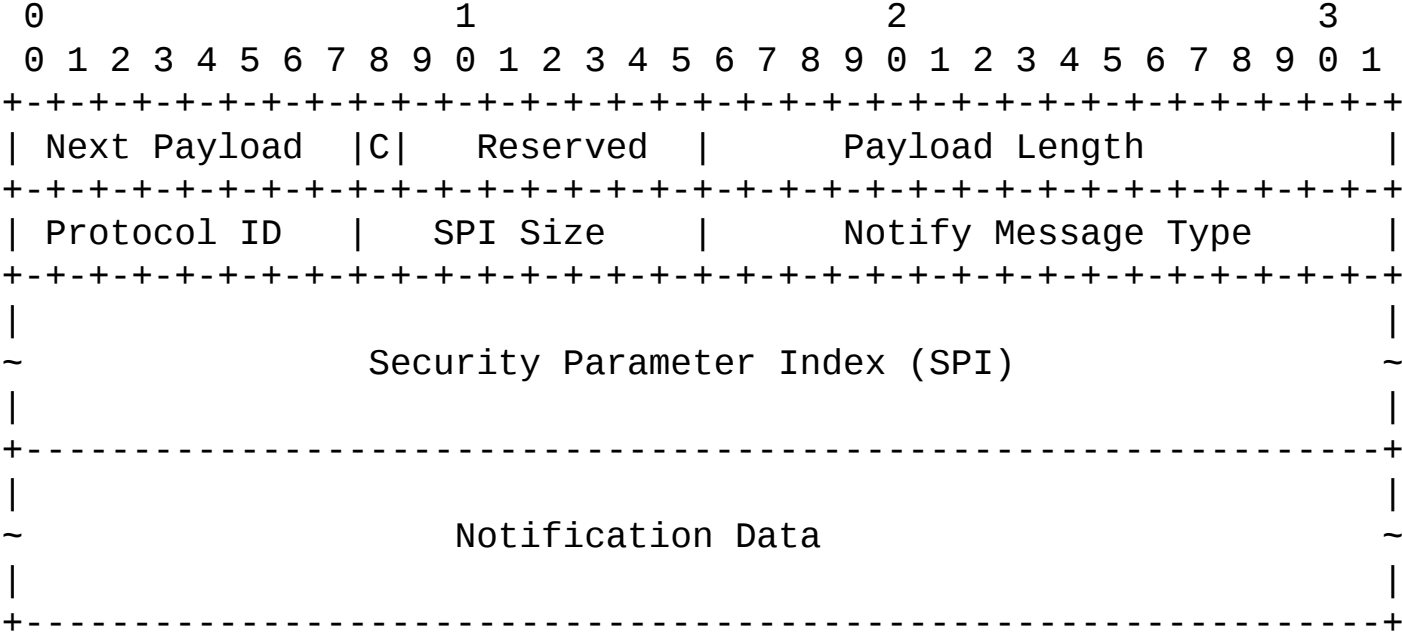 0                   1                   2                   3
 0 1 2 3 4 5 6 7 8 9 0 1 2 3 4 5 6 7 8 9 0 1 2 3 4 5 6 7 8 9 0 1
+-+-+-+-+-+-+-+-+-+-+-+-+-+-+-+-+-+-+-+-+-+-+-+-+-+-+-+-+-+-+-+-+
| Next Payload  |C|   Reserved  |      Payload Length           |
+-+-+-+-+-+-+-+-+-+-+-+-+-+-+-+-+-+-+-+-+-+-+-+-+-+-+-+-+-+-+-+-+
| Protocol ID   |   SPI Size    |      Notify Message Type      |
+-+-+-+-+-+-+-+-+-+-+-+-+-+-+-+-+-+-+-+-+-+-+-+-+-+-+-+-+-+-+-+-+
|                                                               |
~                Security Parameter Index (SPI)                 ~
|                                                               |
+---------------------------------------------------------------+
|                                                               |
~                    Notification Data                          ~
|                                                               |
+---------------------------------------------------------------+